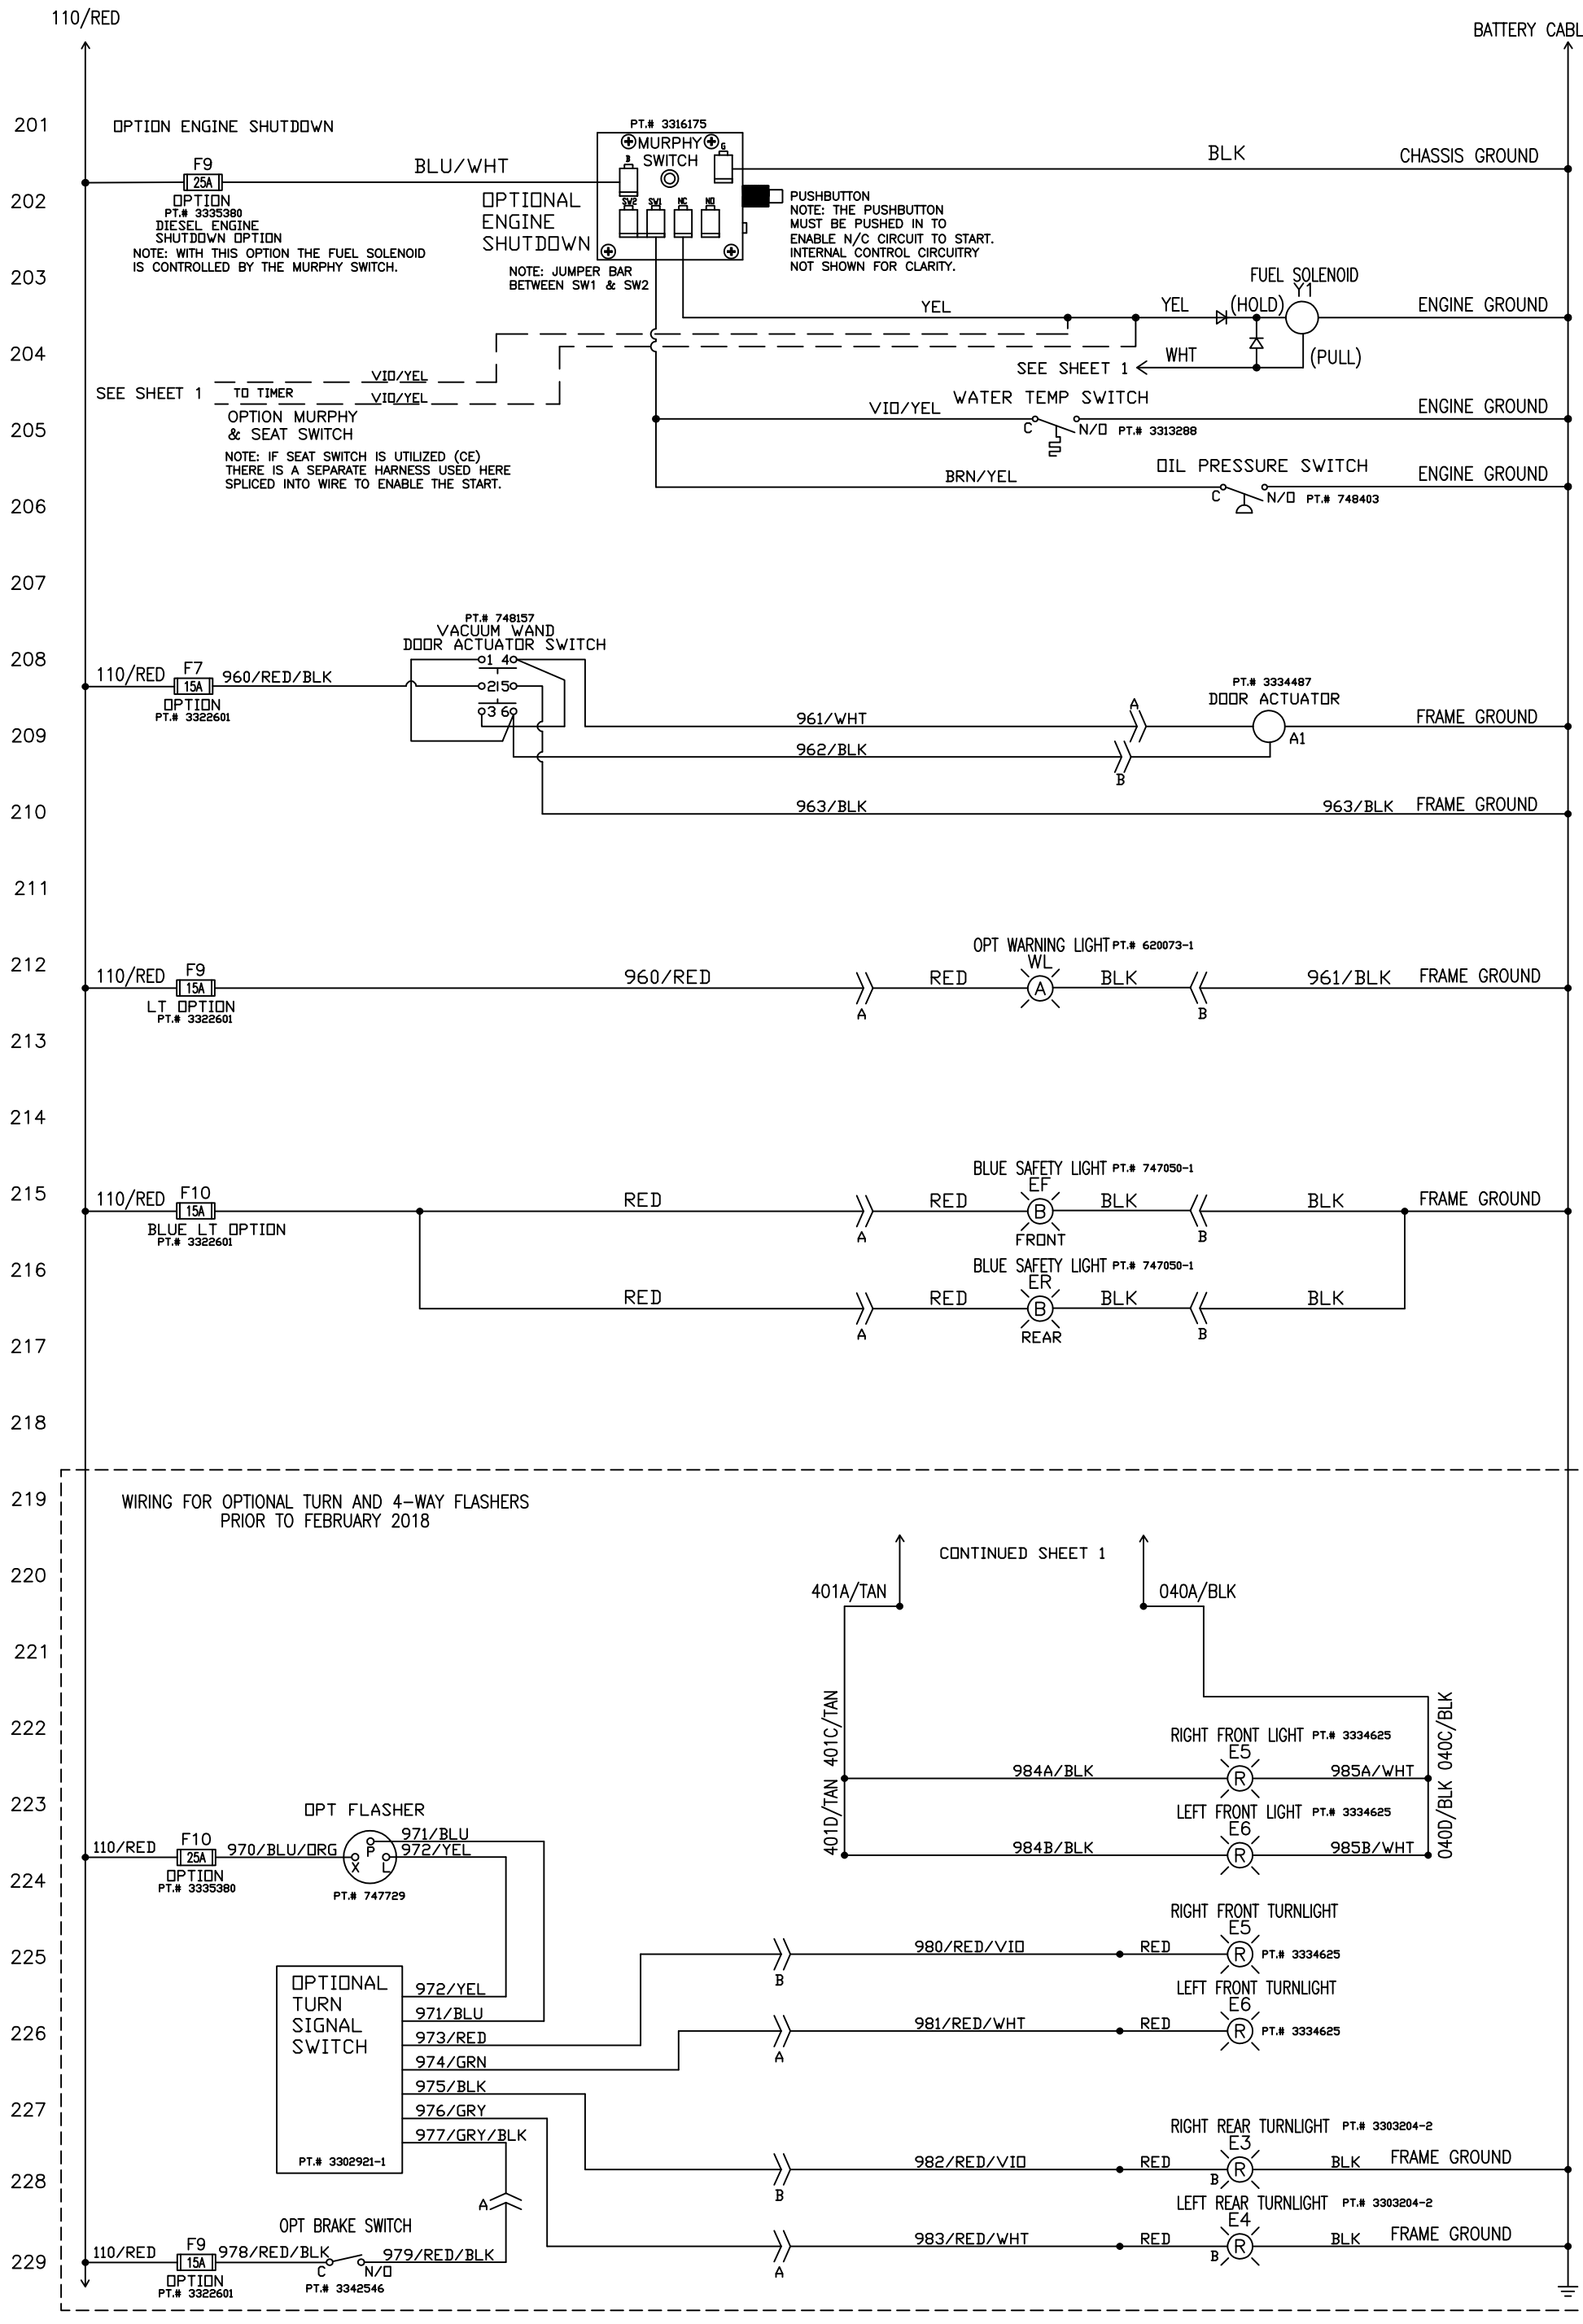 110/RED
BATTERY CABL
201
OPTION ENGINE SHUTDOWN
PT.# 3316175
MURPHY
SWITCH
B
G
F9
25A
BLU/WHT
BLK
CHASSIS GROUND
202
OPTION
PT.# 3335380
DIESEL ENGINE
SHUTDOWN OPTION
NOTE: WITH THIS OPTION THE FUEL SOLENOID
IS CONTROLLED BY THE MURPHY SWITCH.
OPTIONAL
ENGINE
SHUTDOWN
SW2 SW1 NC NO
PUSHBUTTON
NOTE: THE PUSHBUTTON
MUST BE PUSHED IN TO
ENABLE N/C CIRCUIT TO START.
INTERNAL CONTROL CIRCUITRY
NOT SHOWN FOR CLARITY.
203
NOTE: JUMPER BAR
BETWEEN SW1 & SW2
FUEL SOLENOID
Y1
YEL
YEL
(HOLD)
ENGINE GROUND
204
WHT
(PULL)
SEE SHEET 1
SEE SHEET 1
TO TIMER
VIO/YEL
VIO/YEL
OPTION MURPHY
& SEAT SWITCH
205
VIO/YEL
WATER TEMP SWITCH
C
N/O PT.# 3313288
ENGINE GROUND
NOTE: IF SEAT SWITCH IS UTILIZED (CE)
THERE IS A SEPARATE HARNESS USED HERE
SPLICED INTO WIRE TO ENABLE THE START.
OIL PRESSURE SWITCH
BRN/YEL
ENGINE GROUND
206
C
N/O PT.# 748403
207
PT.# 748157
VACUUM WAND
DOOR ACTUATOR SWITCH
208
1 4
110/RED
F7
15A
960/RED/BLK
2 5
OPTION
PT.# 3322601
3 6
PT.# 3334487
DOOR ACTUATOR
209
961/WHT
A
A1
FRAME GROUND
962/BLK
B
210
963/BLK
963/BLK
FRAME GROUND
211
OPT WARNING LIGHT PT.# 620073-1
212
WL
110/RED
F9
15A
960/RED
RED
A
BLK
961/BLK
FRAME GROUND
LT OPTION
PT.# 3322601
A
B
213
214
BLUE SAFETY LIGHT PT.# 747050-1
215
EF
110/RED
F10
15A
RED
RED
B
BLK
BLK
FRAME GROUND
BLUE LT OPTION
PT.# 3322601
A
FRONT
B
216
BLUE SAFETY LIGHT PT.# 747050-1
ER
RED
RED
B
BLK
BLK
217
A
REAR
B
218
219
WIRING FOR OPTIONAL TURN AND 4-WAY FLASHERS
PRIOR TO FEBRUARY 2018
220
CONTINUED SHEET 1
401A/TAN
040A/BLK
221
222
401C/TAN
040C/BLK
RIGHT FRONT LIGHT PT.# 3334625
E5
984A/BLK
R
985A/WHT
223
401D/TAN
040D/BLK
LEFT FRONT LIGHT PT.# 3334625
E6
984B/BLK
R
985B/WHT
OPT FLASHER
110/RED
F10
25A
970/BLU/ORG
X
P
L
971/BLU
972/YEL
224
OPTION
PT.# 3335380
PT.# 747729
RIGHT FRONT TURNLIGHT
225
E5
980/RED/VIO
RED
R
PT.# 3334625
B
OPTIONAL
TURN
SIGNAL
SWITCH
972/YEL
971/BLU
LEFT FRONT TURNLIGHT
E6
226
973/RED
981/RED/WHT
RED
R
PT.# 3334625
A
974/GRN
975/BLK
227
976/GRY
977/GRY/BLK
PT.# 3302921-1
RIGHT REAR TURNLIGHT PT.# 3303204-2
E3
228
982/RED/VIO
RED
B
R
BLK
FRAME GROUND
B
A
LEFT REAR TURNLIGHT PT.# 3303204-2
E4
OPT BRAKE SWITCH
983/RED/WHT
RED
B
R
BLK
FRAME GROUND
229
110/RED
F9
15A
978/RED/BLK
C
N/O
979/RED/BLK
A
OPTION
PT.# 3322601
PT.# 3342546